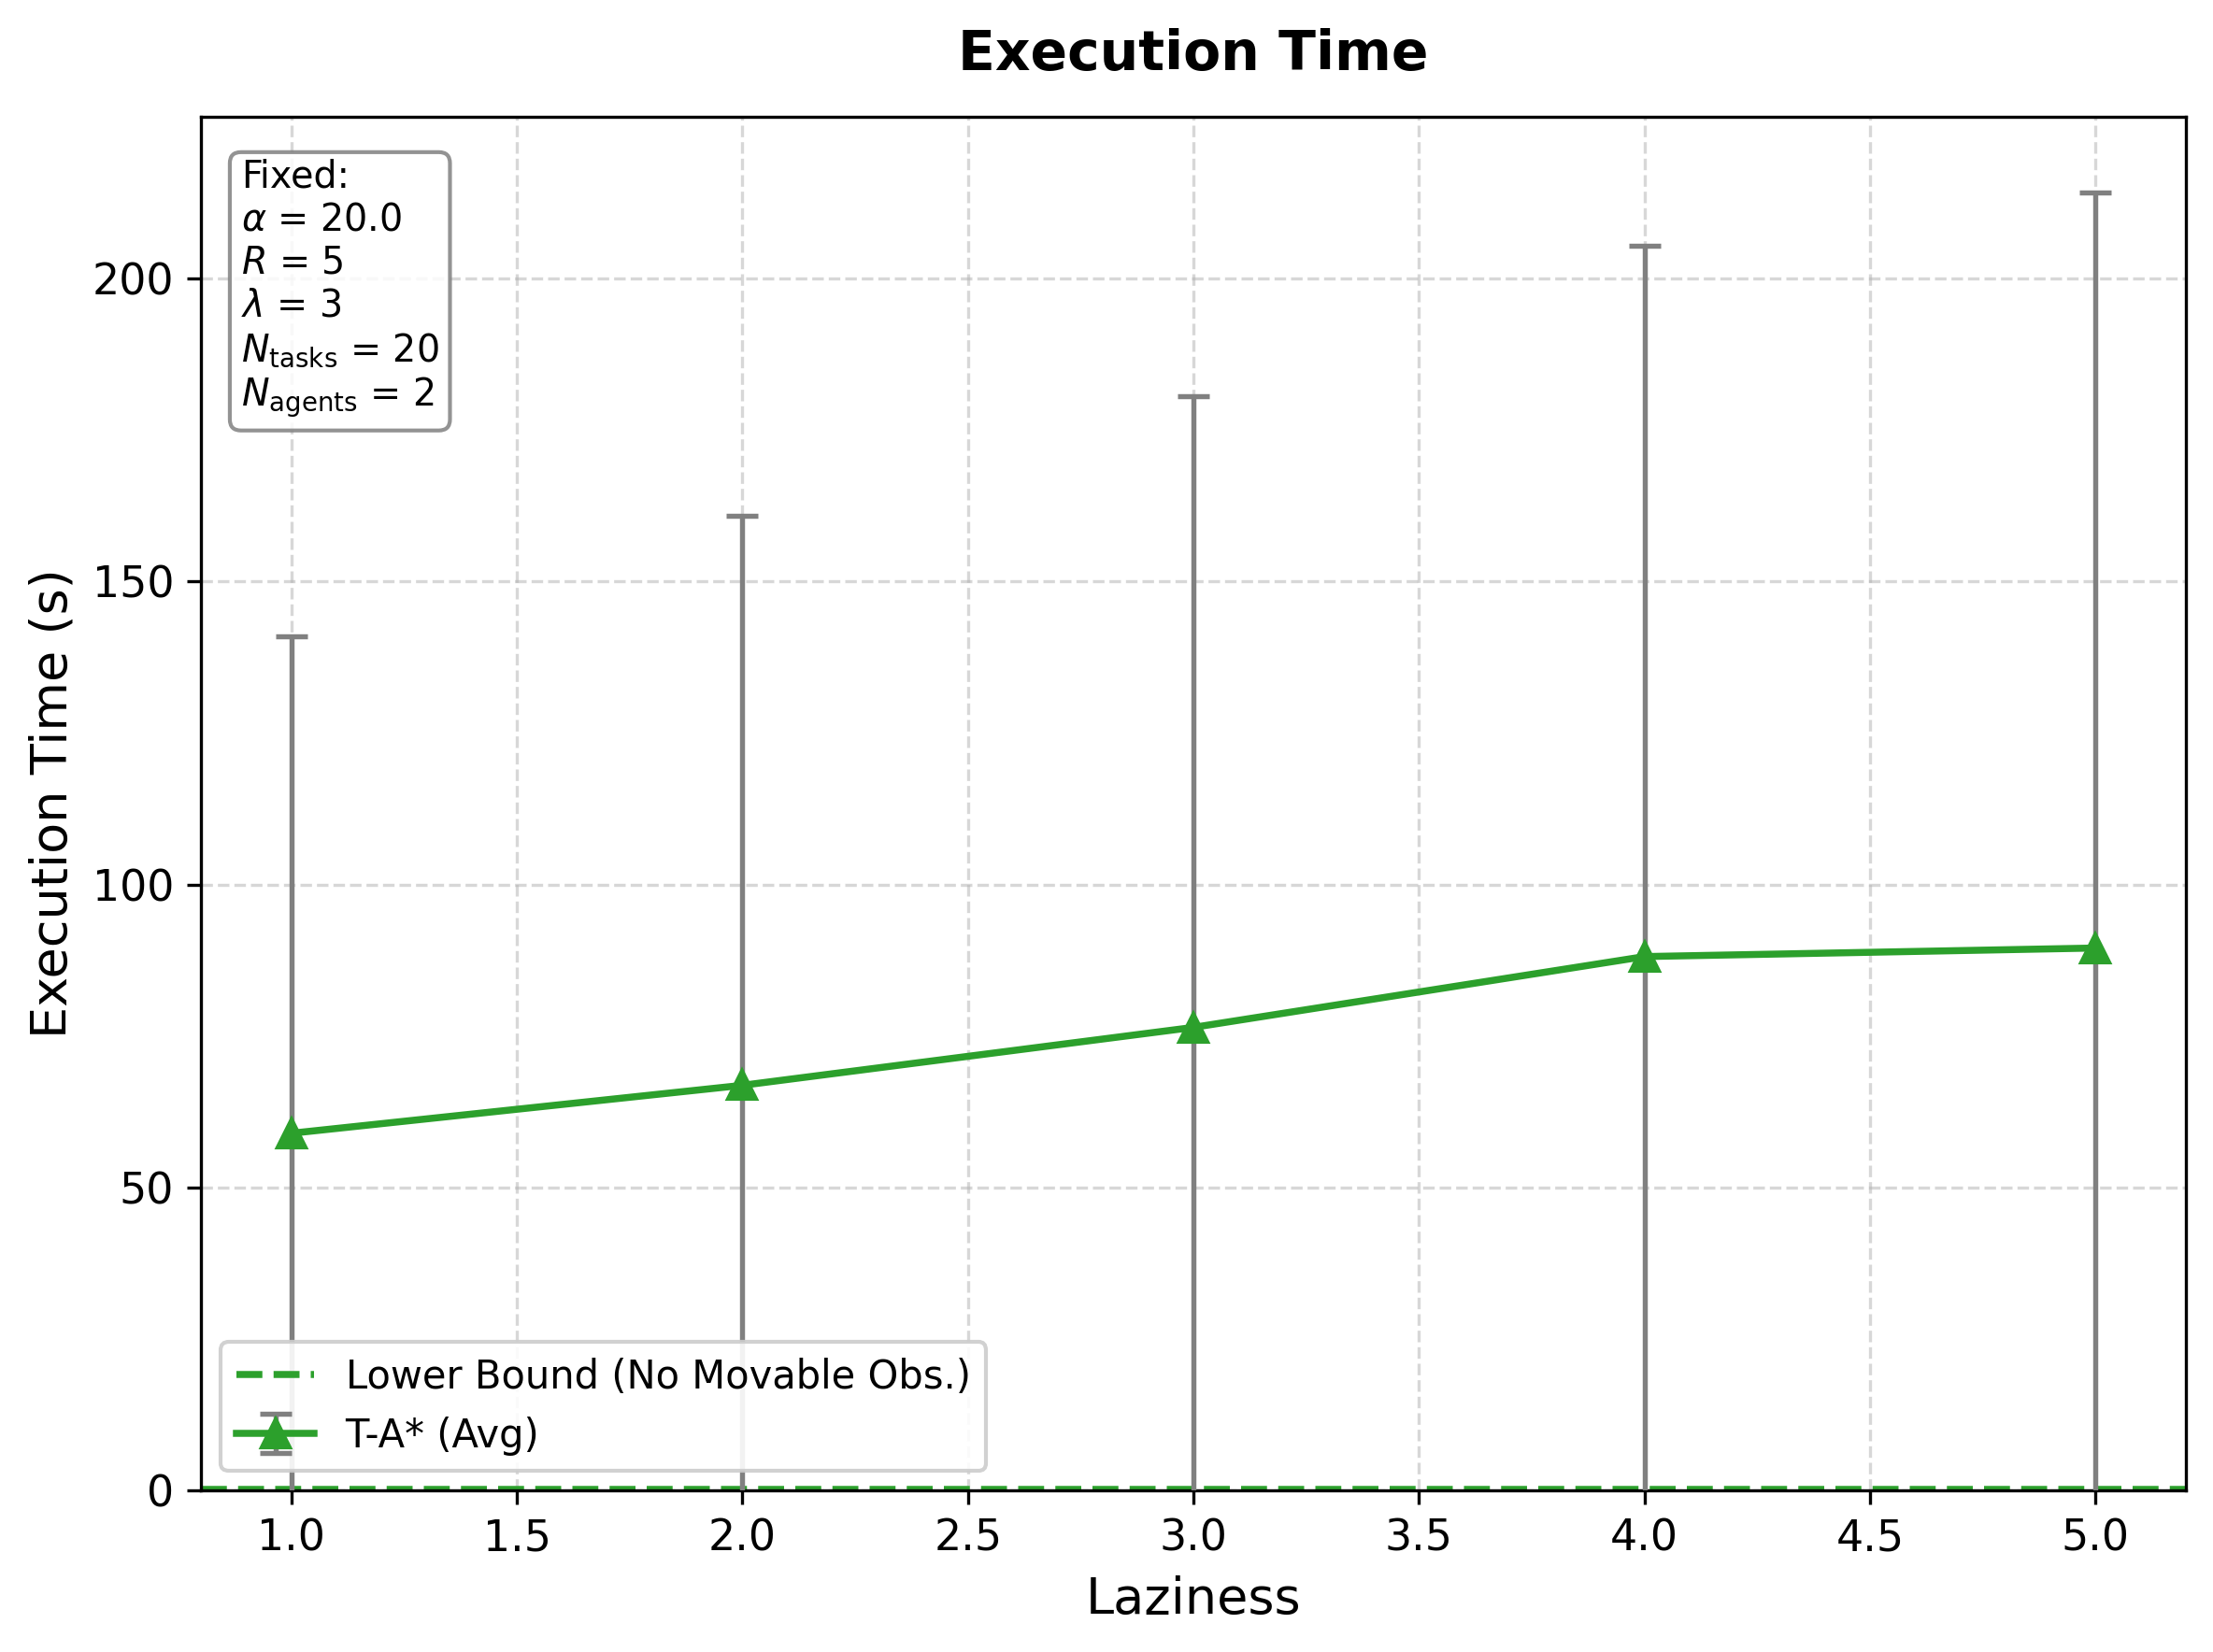 Execution Time
Fixed:
α = 20.0
R = 5
λ = 3
N_tasks = 20
N_agents = 2
Execution Time (s)
200
150
100
50
0
Lower Bound (No Movable Obs.)
T-A* (Avg)
1.0 1.5 2.0 2.5 3.0 3.5 4.0 4.5 5.0
Laziness